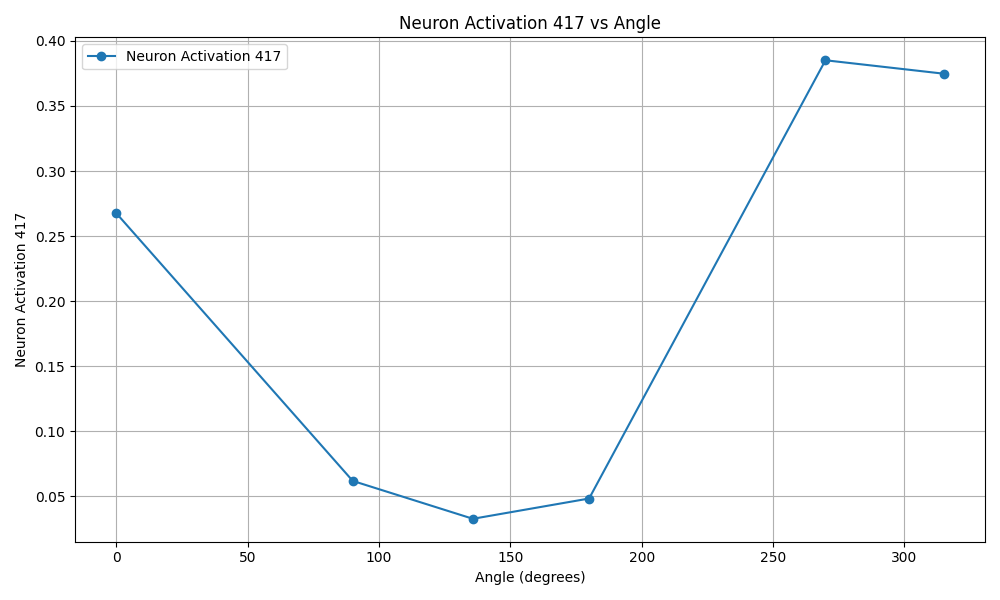 Neuron Activation 417 vs Angle
Neuron Activation 417
0.40
0.35
0.30
0.25
0.20
0.15
0.10
0.05
Neuron Activation 417
0 50 100 150 200 250 300
Angle (degrees)